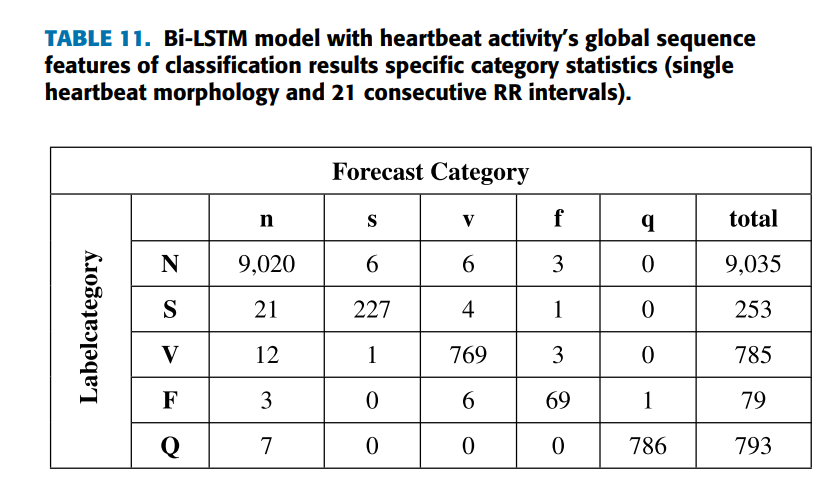 TABLE 11. Bi-LSTM model with heartbeat activity's global sequence
features of classification results specific category statistics (single
heartbeat morphology and 21 consecutive RR intervals).
Forecast Category
Labelcategory
n s v f q total
N 9,020 6 6 3 0 9,035
S 21 227 4 1 0 253
V 12 1 769 3 0 785
F 3 0 6 69 1 79
Q 7 0 0 0 786 793